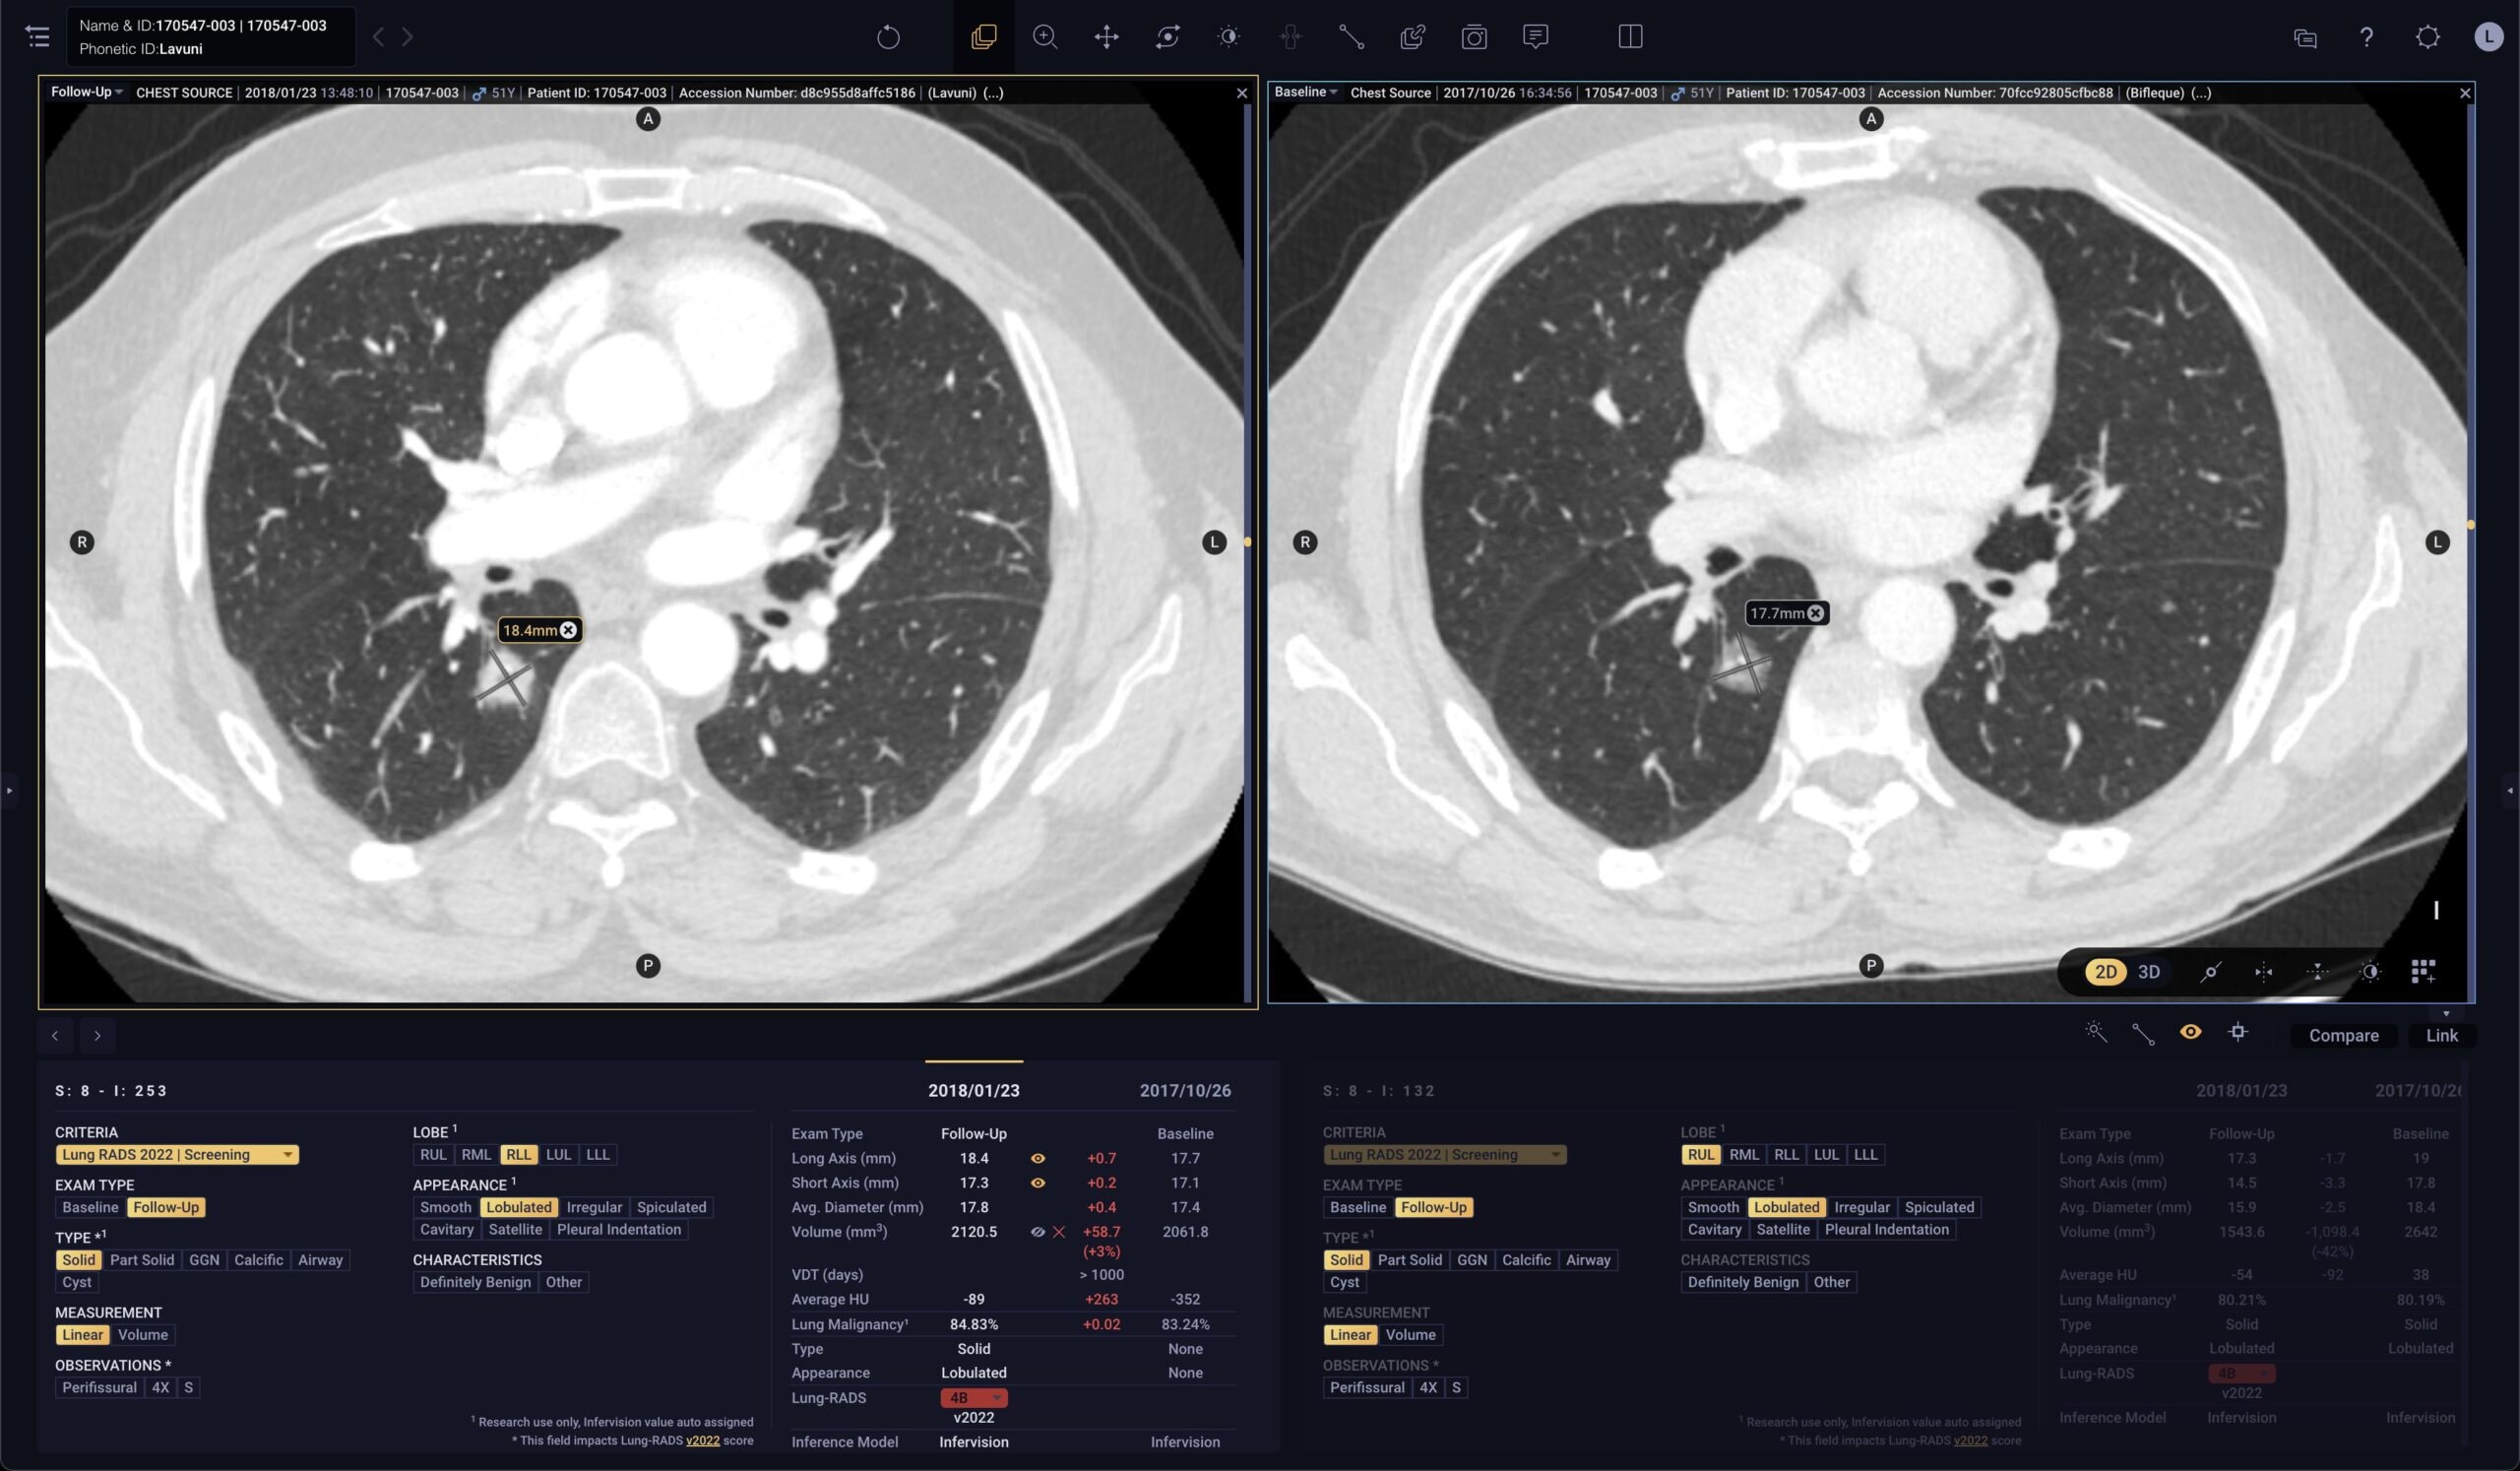 Name & ID:170547-003 | 170547-003
Phonetic ID:Lavuni
L
Follow-Up CHEST SOURCE | 2018/01/23 13:48:10 | 170547-003 | 51Y | Patient ID: 170547-003 | Accession Number: d8c955d8affc5186 | (Lavuni) (...)
A
R
L
18.4mm
P
Baseline Chest Source | 2017/10/26 16:34:56 | 170547-003 | 51Y | Patient ID: 170547-003 | Accession Number: 70fcc92805cfbc88 | (Bifleque) (...)
A
R
L
17.7mm
P
2D 3D
Compare Link
S: 8 - I: 253
CRITERIA
Lung RADS 2022 | Screening
EXAM TYPE
Baseline Follow-Up
TYPE *1
Solid Part Solid GGN Calcific Airway
Cyst
MEASUREMENT
Linear Volume
OBSERVATIONS *
Perifissural 4X S
LOBE 1
RUL RML RLL LUL LLL
APPEARANCE 1
Smooth Lobulated Irregular Spiculated
Cavitary Satellite Pleural Indentation
CHARACTERISTICS
Definitely Benign Other
1 Research use only, Infervision value auto assigned
* This field impacts Lung-RADS v2022 score
2018/01/23 2017/10/26
Exam Type Follow-Up Baseline
Long Axis (mm) 18.4 +0.7 17.7
Short Axis (mm) 17.3 +0.2 17.1
Avg. Diameter (mm) 17.8 +0.4 17.4
Volume (mm3) 2120.5 +58.7 2061.8
(+3%)
VDT (days) > 1000
Average HU -89 +263 -352
Lung Malignancy1 84.83% +0.02 83.24%
Type Solid None
Appearance Lobulated None
Lung-RADS 4B
v2022
Inference Model Infervision Infervision
S: 8 - I: 132
CRITERIA
Lung RADS 2022 | Screening
EXAM TYPE
Baseline Follow-Up
TYPE *1
Solid Part Solid GGN Calcific Airway
Cyst
MEASUREMENT
Linear Volume
OBSERVATIONS *
Perifissural 4X S
LOBE 1
RUL RML RLL LUL LLL
APPEARANCE 1
Smooth Lobulated Irregular Spiculated
Cavitary Satellite Pleural Indentation
CHARACTERISTICS
Definitely Benign Other
1 Research use only, Infervision value auto assigned
* This field impacts Lung-RADS v2022 score
2018/01/23 2017/10/26
Exam Type Follow-Up Baseline
Long Axis (mm) 17.3 -1.7 19
Short Axis (mm) 14.5 -3.3 17.8
Avg. Diameter (mm) 15.9 -2.5 18.4
Volume (mm3) 1543.6 -1,098.4 2642
(-42%)
Average HU -54 -92 38
Lung Malignancy1 80.21% 80.19%
Type Solid Solid
Appearance Lobulated Lobulated
Lung-RADS 4B
v2022
Inference Model Infervision Infervision